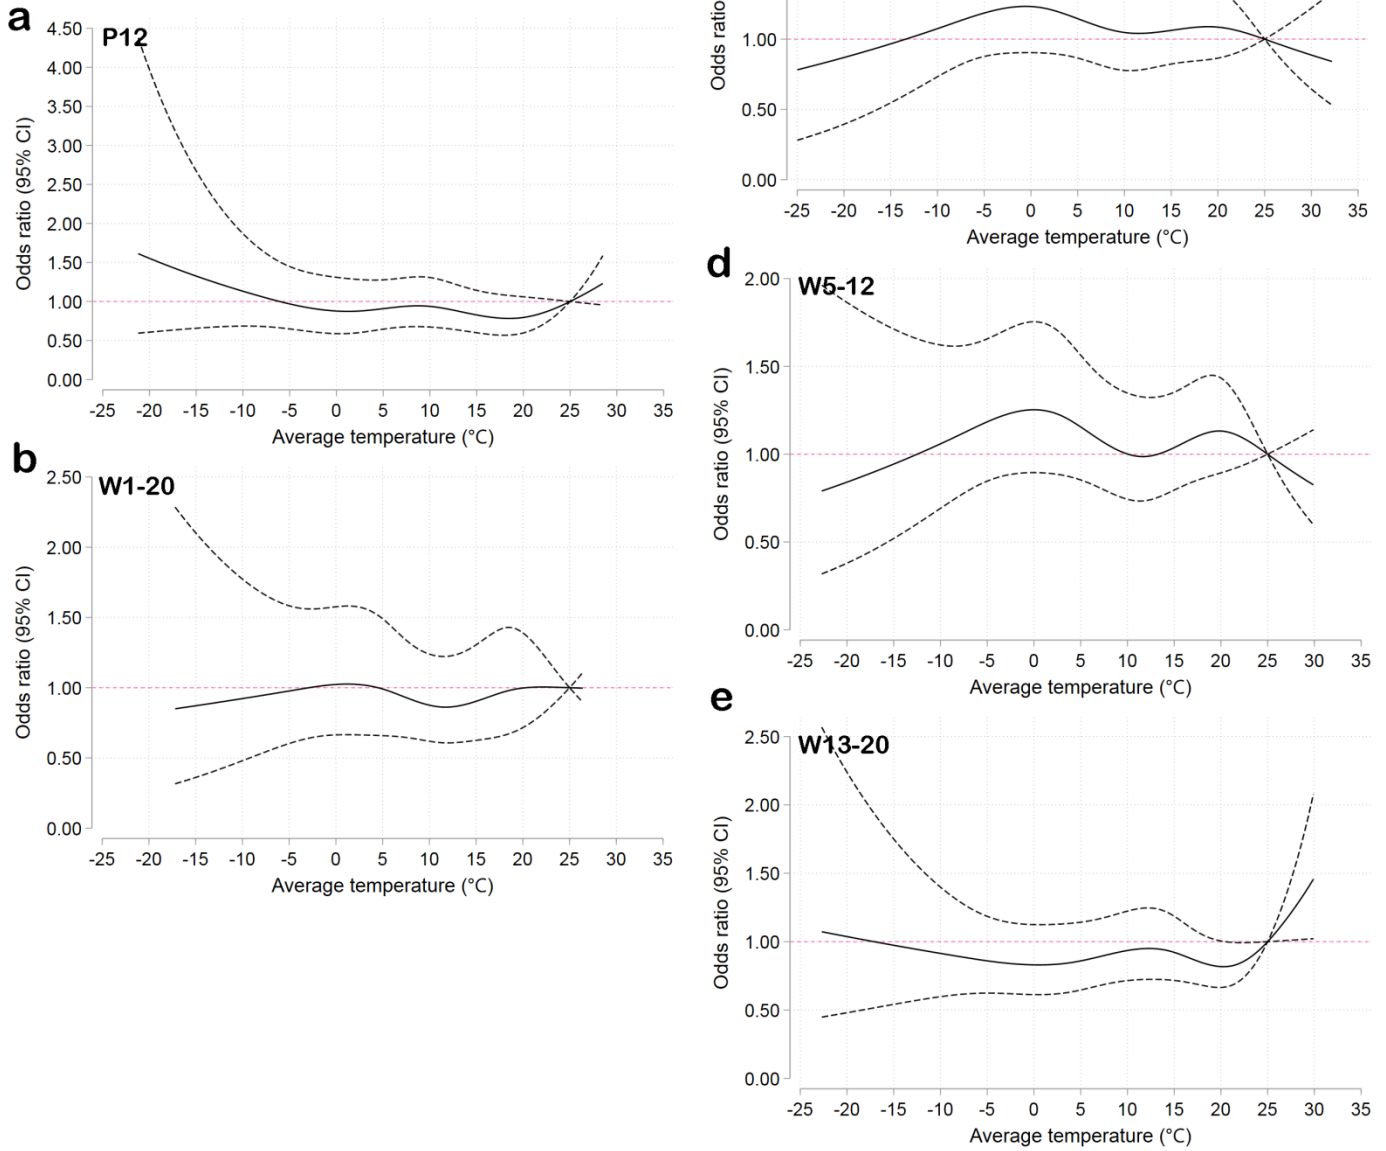 a
P12
4.50
4.00
3.50
3.00
2.50
2.00
1.50
1.00
0.50
0.00
Odds ratio (95% CI)
-25 -20 -15 -10 -5 0 5 10 15 20 25 30 35
Average temperature (°C)
b
W1-20
2.50
2.00
1.50
1.00
0.50
0.00
Odds ratio (95% CI)
-25 -20 -15 -10 -5 0 5 10 15 20 25 30 35
Average temperature (°C)
1.00
0.50
0.00
Odds ratio
-25 -20 -15 -10 -5 0 5 10 15 20 25 30 35
Average temperature (°C)
d
W5-12
2.00
1.50
1.00
0.50
0.00
Odds ratio (95% CI)
-25 -20 -15 -10 -5 0 5 10 15 20 25 30 35
Average temperature (°C)
e
W13-20
2.50
2.00
1.50
1.00
0.50
0.00
Odds ratio (95% CI)
-25 -20 -15 -10 -5 0 5 10 15 20 25 30 35
Average temperature (°C)